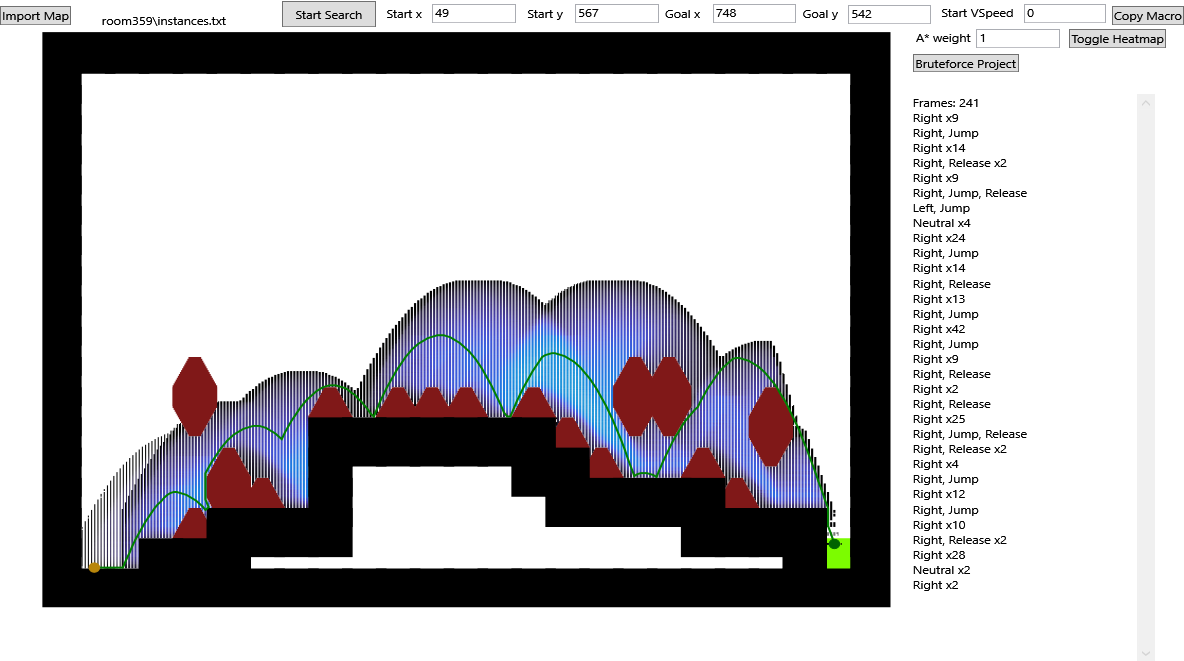 Import Map
room359\instances.txt
Start Search
Start x 49
Start y 567
Goal x 748
Goal y 542
Start VSpeed 0
Copy Macro
A* weight 1
Toggle Heatmap
Bruteforce Project
Frames: 241
Right x9
Right, Jump
Right x14
Right, Release x2
Right x9
Right, Jump, Release
Left, Jump
Neutral x4
Right x24
Right, Jump
Right x14
Right, Release
Right x13
Right, Jump
Right x42
Right, Jump
Right x9
Right, Release
Right x2
Right, Release
Right x25
Right, Jump, Release
Right, Release x2
Right x4
Right, Jump
Right x12
Right, Jump
Right x10
Right, Release x2
Right x28
Neutral x2
Right x2